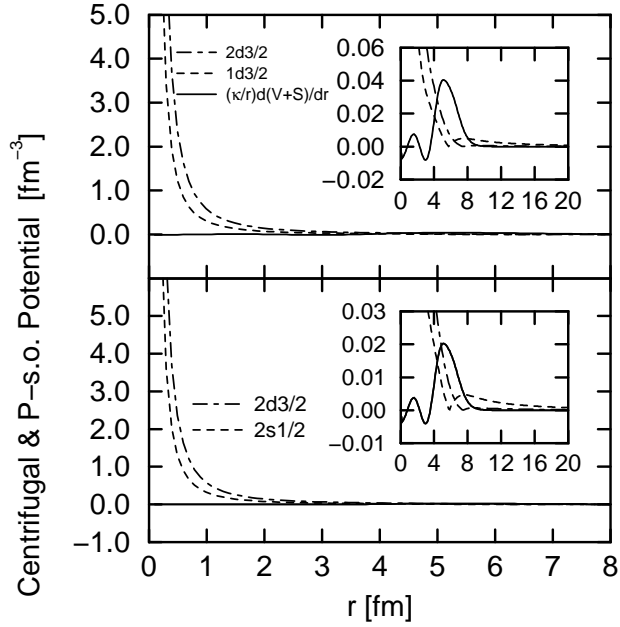 Centrifugal & P−s.o. Potential [fm⁻³]
5.0
4.0
3.0
2.0
1.0
0.0
2d3/2
1d3/2
(κ/r)d(V+S)/dr
0.06
0.04
0.02
0.00
−0.02
0 4 8 12 16 20
5.0
4.0
3.0
2.0
1.0
0.0
−1.0
2d3/2
2s1/2
0.03
0.02
0.01
0.00
−0.01
0 4 8 12 16 20
0 1 2 3 4 5 6 7 8
r [fm]